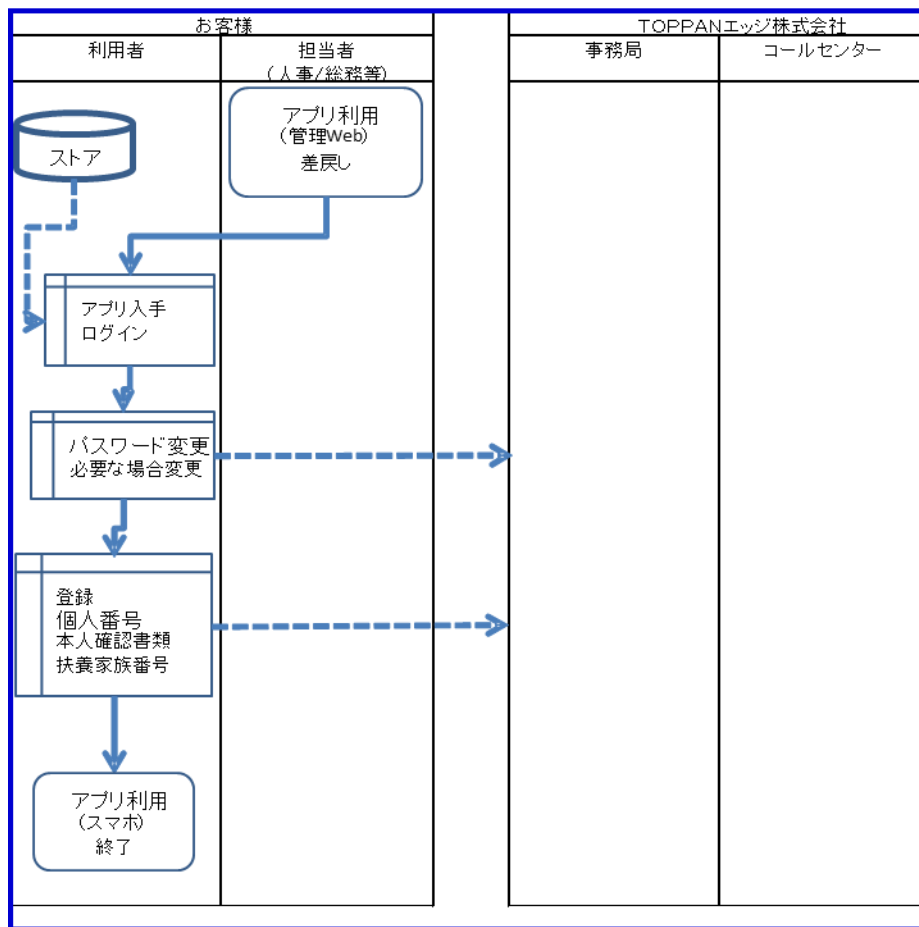 お客様
TOPPANエッジ株式会社
利用者
担当者
(人事/総務等)
事務局
コールセンター
アプリ利用
(管理Web)
差戻し
ストア
アプリ入手
ログイン
パスワード変更
必要な場合変更
登録
個人番号
本人確認書類
扶養家族番号
アプリ利用
(スマホ)
終了